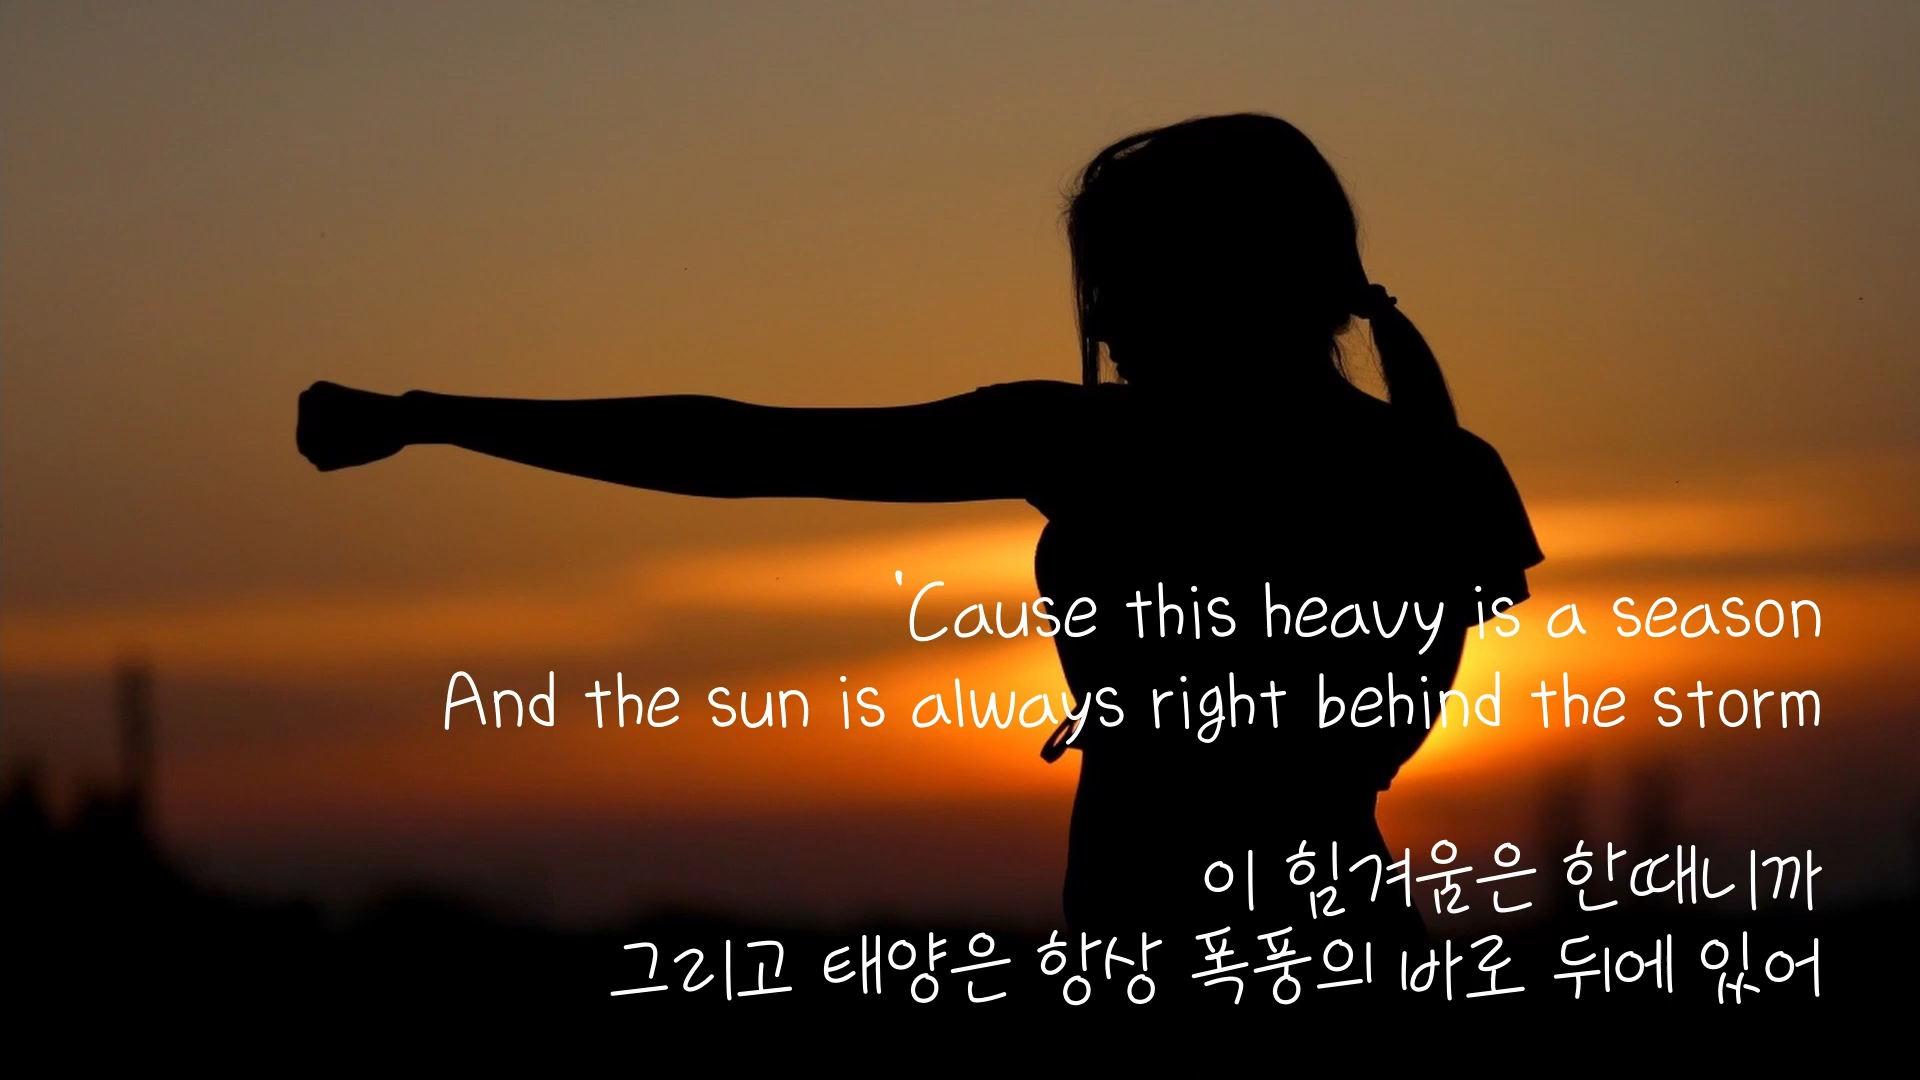 'Cause this heavy is a season
And the sun is always right behind the storm
이 힘겨움은 한때니까
그리고 태양은 항상 폭풍의 바로 뒤에 있어